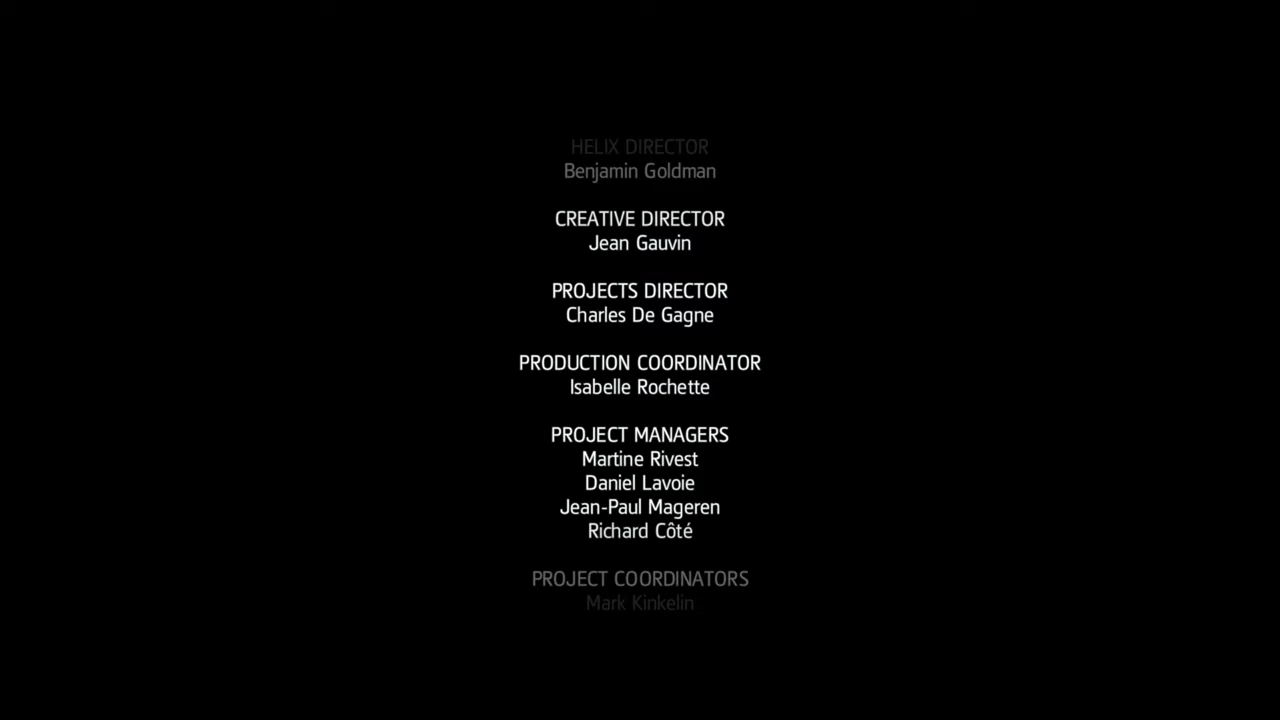 HELIX DIRECTOR
Benjamin Goldman
CREATIVE DIRECTOR
Jean Gauvin
PROJECTS DIRECTOR
Charles De Gagne
PRODUCTION COORDINATOR
Isabelle Rochette
PROJECT MANAGERS
Martine Rivest
Daniel Lavoie
Jean-Paul Mageren
Richard Côté
PROJECT COORDINATORS
Mark Kinkelin